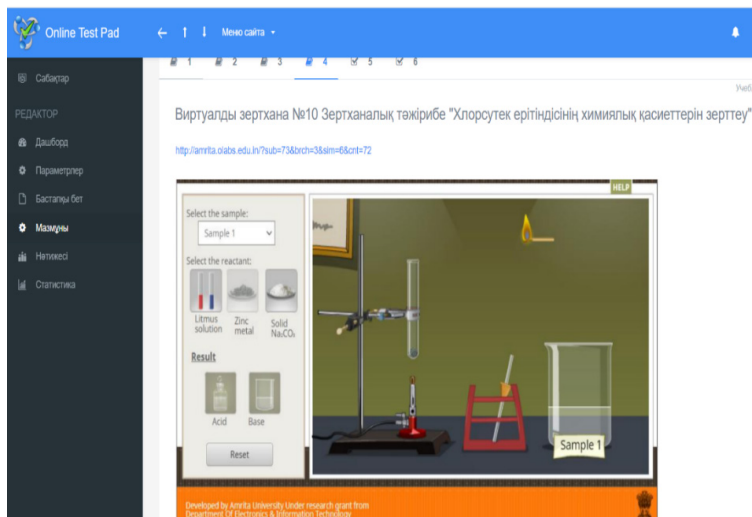 Online Test Pad
Меню сайта
1 2 3 4 5 6
Сабақтар
РЕДАКТОР
Дашборд
Параметрлер
Бастапқы бет
Мазмұны
Нәтижесі
Статистика
Виртуалды зертхана №10 Зертханалық тәжірибе "Хлорсутек ерітіндісінің химиялық қасиеттерін зерттеу"
http://amrita.olabs.edu.in/?sub=73&brch=3&sim=6&cnt=72
HELP
Select the sample:
Sample 1
Select the reactant:
Litmus solution
Zinc metal
Solid Na₂CO₃
Result
Acid Base
Reset
Sample 1
Developed by Amrita University Under research grant from
Department Of Electronics & Information Technology